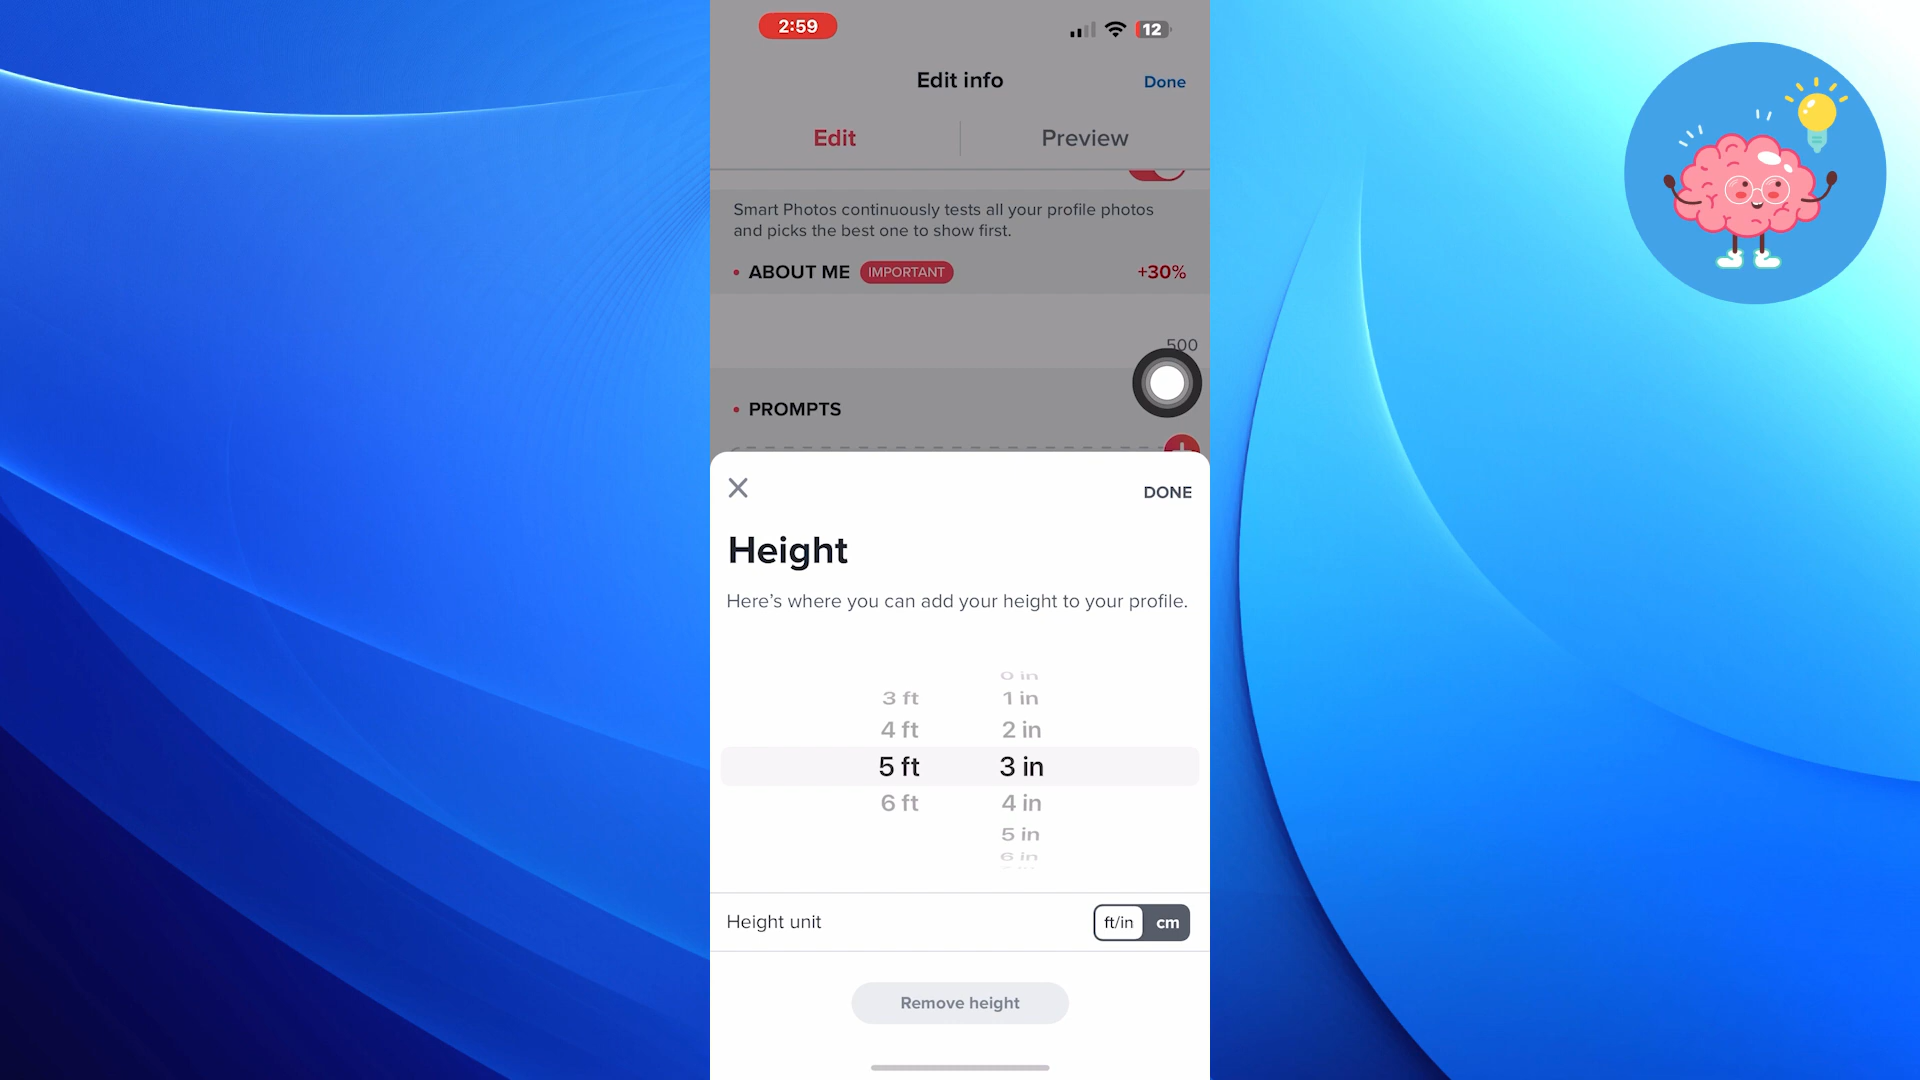 2:59
12
Edit info
Done
Edit
Preview
Smart Photos continuously tests all your profile photos
and picks the best one to show first.
• ABOUT ME IMPORTANT +30%
500
• PROMPTS
DONE
Height
Here's where you can add your height to your profile.
0 in
3 ft 1 in
4 ft 2 in
5 ft 3 in
6 ft 4 in
5 in
6 in
Height unit ft/in cm
Remove height